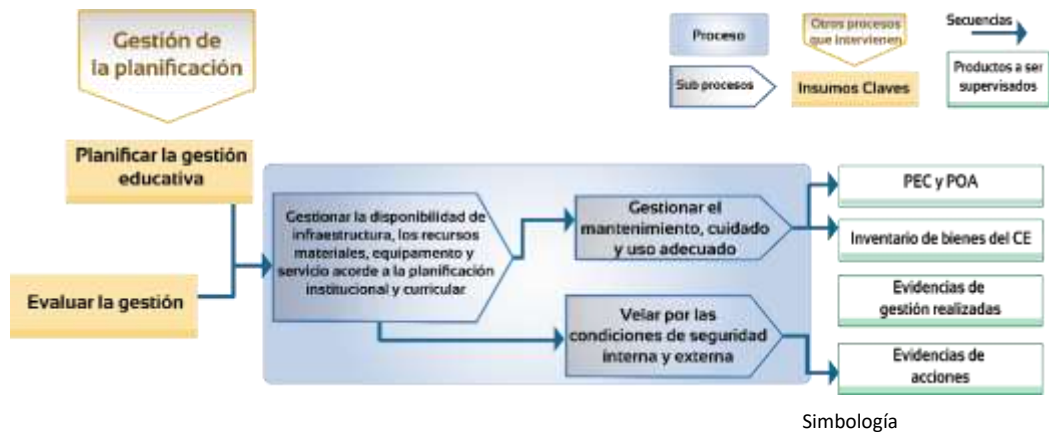 Gestión de
la planificación
Proceso
Otros procesos
que intervienen
Secuencias
Sub procesos
Insumos Claves
Productos a ser
supervisados
Planificar la gestión
educativa
Evaluar la gestión
Gestionar la disponibilidad de
infraestructura, los recursos
materiales, equipamento y
servicio acorde a la planificación
institucional y curricular
Gestionar el
mantenimiento, cuidado
y uso adecuado
Velar por las
condiciones de seguridad
interna y externa
PEC y POA
Inventario de bienes del CE
Evidencias de
gestión realizadas
Evidencias de
acciones
Simbología